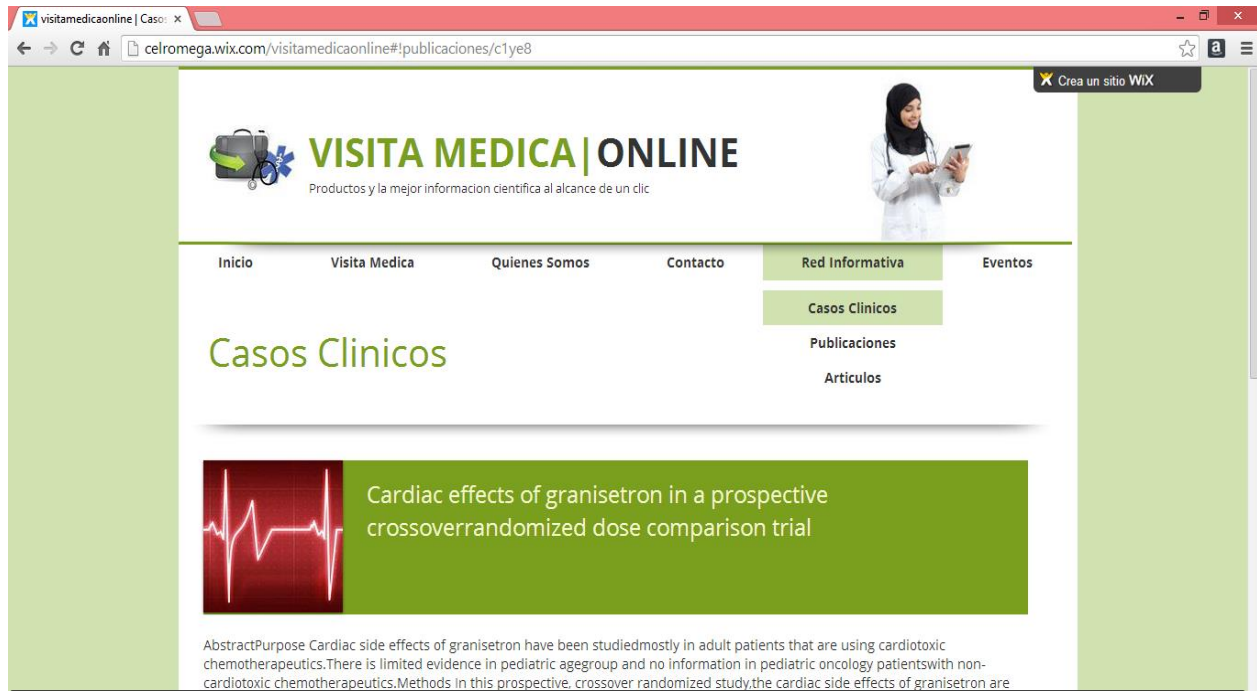 visitamedicaonline | Caso
celromega.wix.com/visitamedicaonline#!publicaciones/c1ye8
Crea un sitio WiX
VISITA MEDICA|ONLINE
Productos y la mejor informacion cientifica al alcance de un clic
Inicio Visita Medica Quienes Somos Contacto Red Informativa Eventos
Casos Clinicos
Publicaciones
Articulos
Casos Clinicos
Cardiac effects of granisetron in a prospective
crossoverrandomized dose comparison trial
AbstractPurpose Cardiac side effects of granisetron have been studiedmostly in adult patients that are using cardiotoxic
chemotherapeutics.There is limited evidence in pediatric agegroup and no information in pediatric oncology patientswith non-
cardiotoxic chemotherapeutics.Methods In this prospective, crossover randomized study,the cardiac side effects of granisetron are